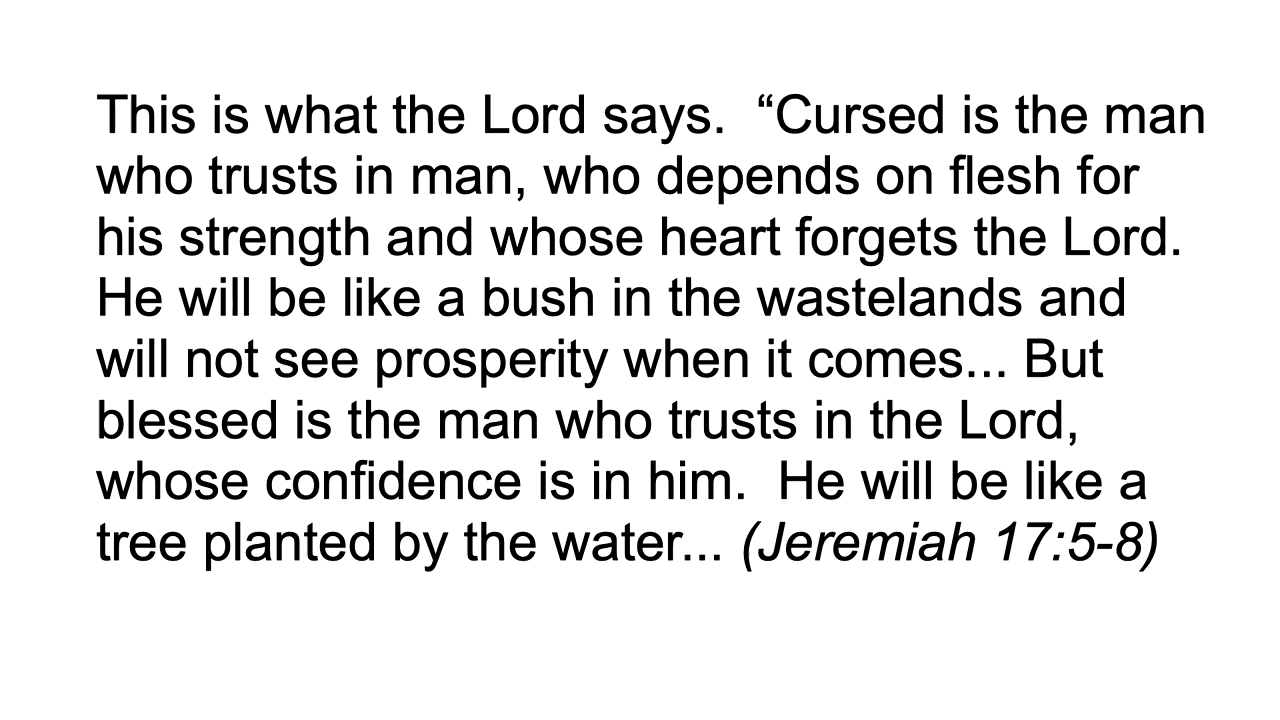 This is what the Lord says.  “Cursed is the man
who trusts in man, who depends on flesh for
his strength and whose heart forgets the Lord.
He will be like a bush in the wastelands and
will not see prosperity when it comes... But
blessed is the man who trusts in the Lord,
whose confidence is in him.  He will be like a
tree planted by the water... (Jeremiah 17:5-8)